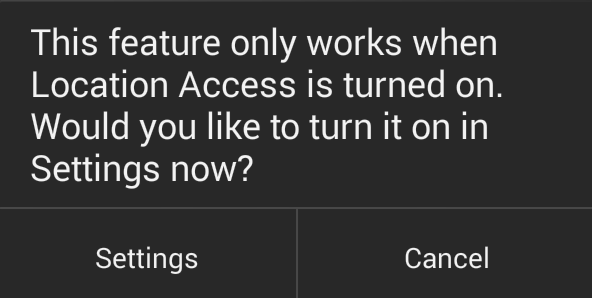 This feature only works when
Location Access is turned on.
Would you like to turn it on in
Settings now?
Settings
Cancel